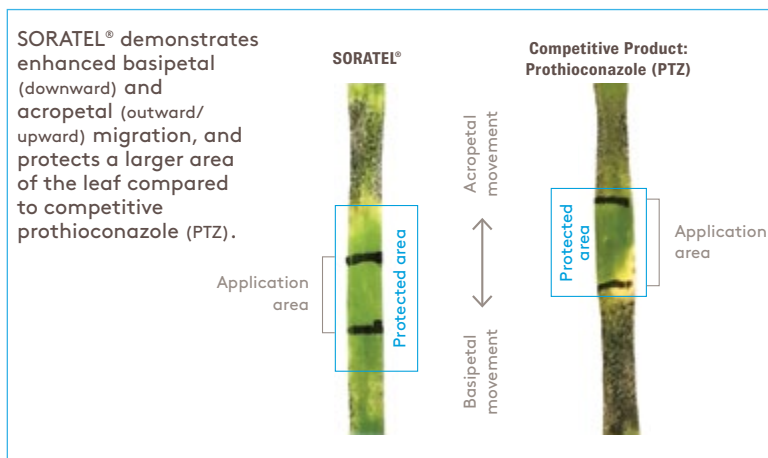 SORATEL® demonstrates
enhanced basipetal
(downward) and
acropetal (outward/
upward) migration, and
protects a larger area
of the leaf compared
to competitive
prothioconazole (PTZ).
SORATEL®
Application
area
Protected area
Acropetal
movement
Basipetal
movement
Competitive Product:
Prothioconazole (PTZ)
Protected
area
Application
area